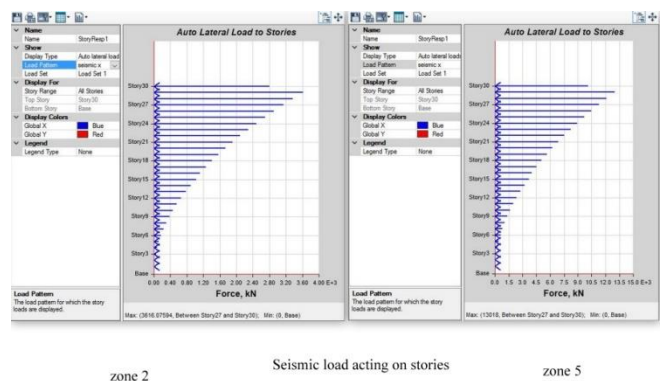 Auto Lateral Load to Stories
Name
Name StoryResp1
Show
Display Type Auto lateral load
Load Pattern seismic x
Load Set Load Set 1
Display For
Story Range All Stories
Top Story Story30
Bottom Story Base
Display Colors
Global X Blue
Global Y Red
Legend
Legend Type None
Story30
Story27
Story24
Story21
Story18
Story15
Story12
Story9
Story6
Story3
Base
0.00 0.40 0.80 1.20 1.60 2.00 2.40 2.80 3.20 3.60 4.00 E+3
Force, kN
Load Pattern
The load pattern for which the story
loads are displayed.
Max: (3616.07594, Between Story27 and Story30); Min: (0, Base)
Auto Lateral Load to Stories
Name
Name StoryResp1
Show
Display Type Auto lateral load
Load Pattern seismic x
Load Set Load Set 1
Display For
Story Range All Stories
Top Story Story30
Bottom Story Base
Display Colors
Global X Blue
Global Y Red
Legend
Legend Type None
Story30
Story27
Story24
Story21
Story18
Story15
Story12
Story9
Story6
Story3
Base
0.0 1.5 3.0 4.5 6.0 7.5 9.0 10.5 12.0 13.5 15.0 E+3
Force, kN
Load Pattern
The load pattern for which the story
loads are displayed.
Max: (13018, Between Story27 and Story30); Min: (0, Base)
zone 2
Seismic load acting on stories
zone 5